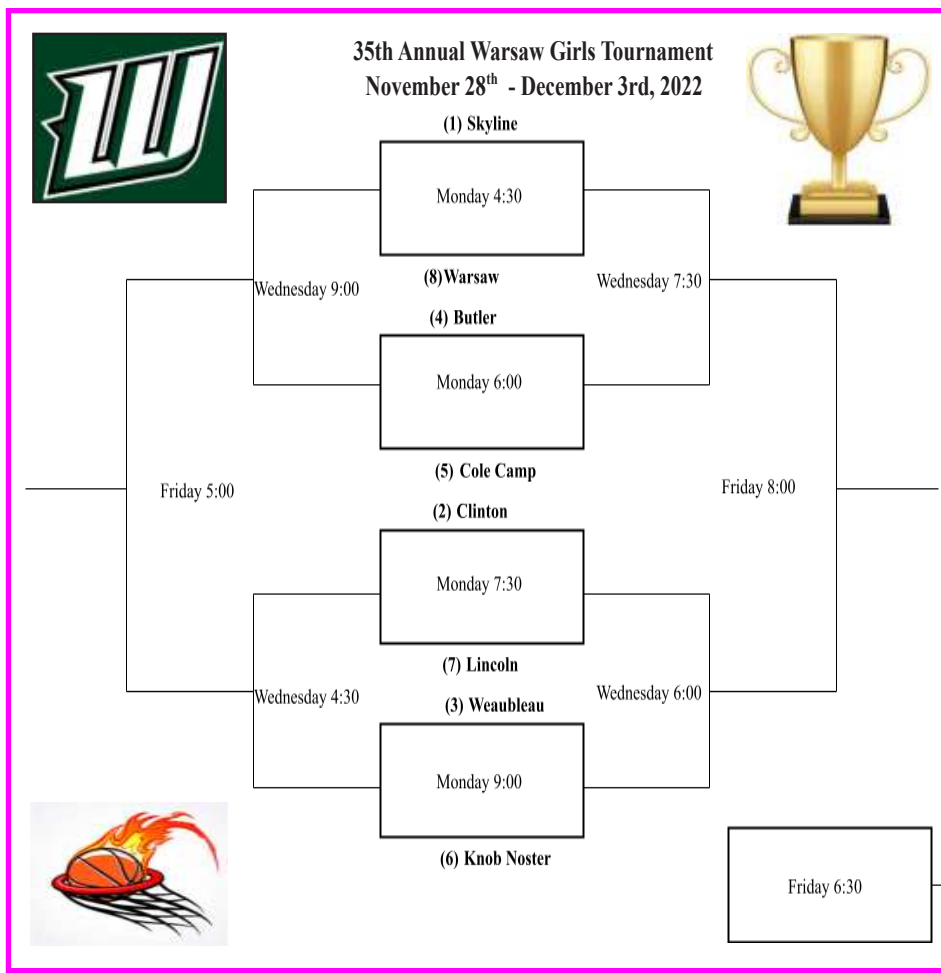 35th Annual Warsaw Girls Tournament
November 28th - December 3rd, 2022
(1) Skyline
Monday 4:30
(8)Warsaw
Wednesday 9:00
Wednesday 7:30
(4) Butler
Monday 6:00
(5) Cole Camp
Friday 5:00
Friday 8:00
(2) Clinton
Monday 7:30
(7) Lincoln
Wednesday 4:30
Wednesday 6:00
(3) Weaubleau
Monday 9:00
(6) Knob Noster
Friday 6:30
W